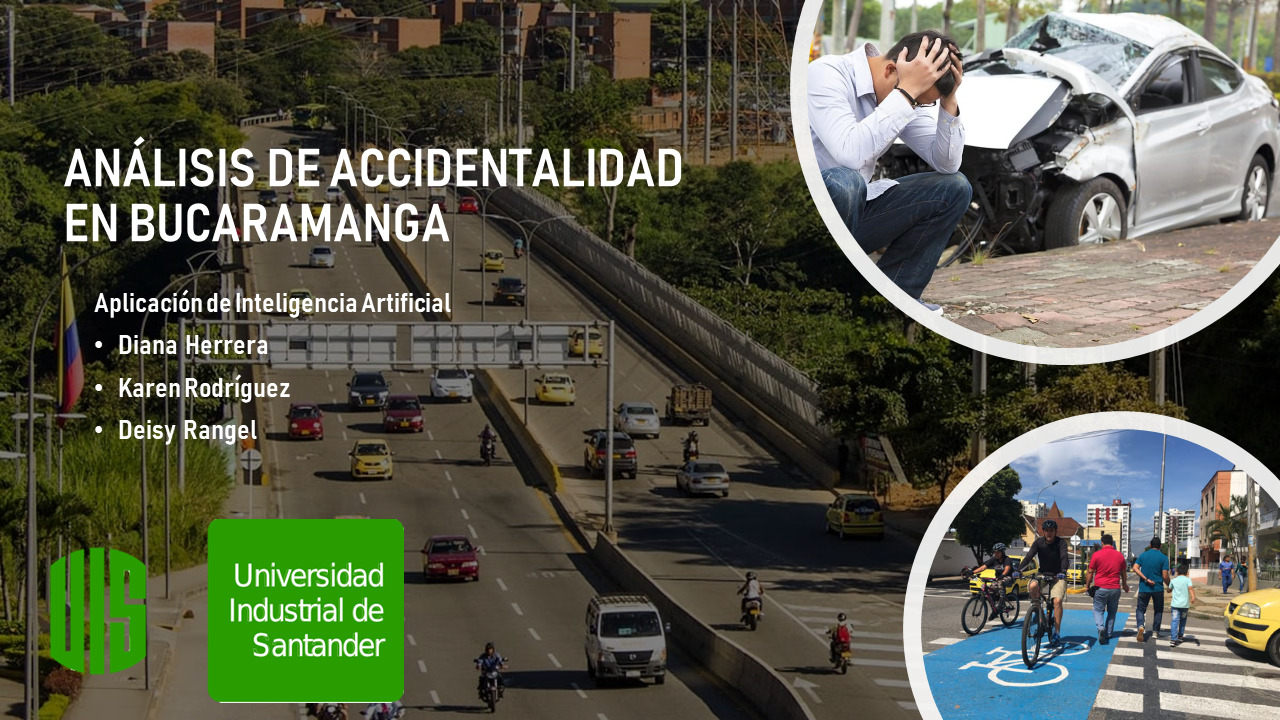 ANÁLISIS DE ACCIDENTALIDAD
EN BUCARAMANGA
Aplicación de Inteligencia Artificial
• Diana Herrera
• Karen Rodríguez
• Deisy Rangel
UIS
Universidad
Industrial de
Santander